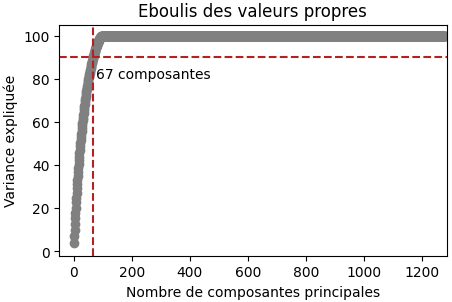 Eboulis des valeurs propres
Variance expliquée
100
80
60
40
20
0
67 composantes
0 200 400 600 800 1000 1200
Nombre de composantes principales